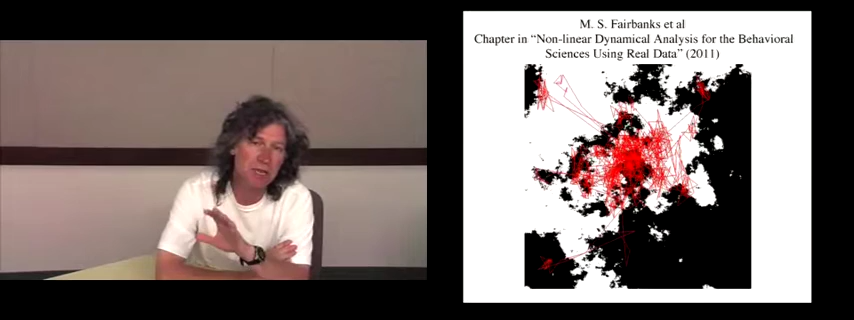 M. S. Fairbanks et al
Chapter in “Non-linear Dynamical Analysis for the Behavioral
Sciences Using Real Data” (2011)